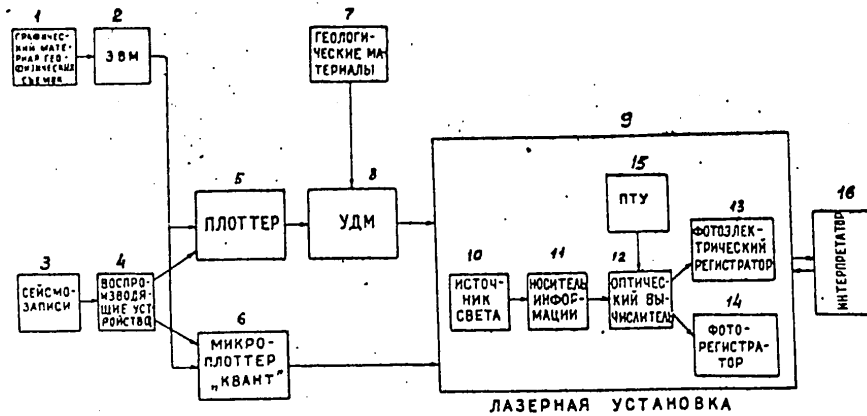 1
ГРАФИЧЕС-
КИЙ МАТЕ-
РИАЛ ГЕО-
ФИЗИЧЕСКИХ
СЪЕМОК
2
ЭВМ
7
ГЕОЛОГИ-
ЧЕСКИЕ МА-
ТЕРИАЛЫ
3
СЕЙСМО-
ЗАПИСИ
4
ВОСПРО-
ИЗВОДЯ-
ЩИЕ УСТ-
РОЙСТВА
5
ПЛОТТЕР
8
УДМ
6
МИКРО-
ПЛОТТЕР
„КВАНТ"
9
15
ПТУ
10
ИСТОЧ-
НИК
СВЕТА
11
НОСИТЕЛЬ
ИНФОР-
МАЦИИ
12
ОПТИЧЕС-
КИЙ ВЫ-
ЧИСЛИТЕЛЬ
13
ФОТОЭЛЕК-
ТРИЧЕСКИЙ
РЕГИСТРАТОР
14
ФОТО-
РЕГИСТРА-
ТОР
16
ИНТЕРПРЕТАТОР
ЛАЗЕРНАЯ УСТАНОВКА